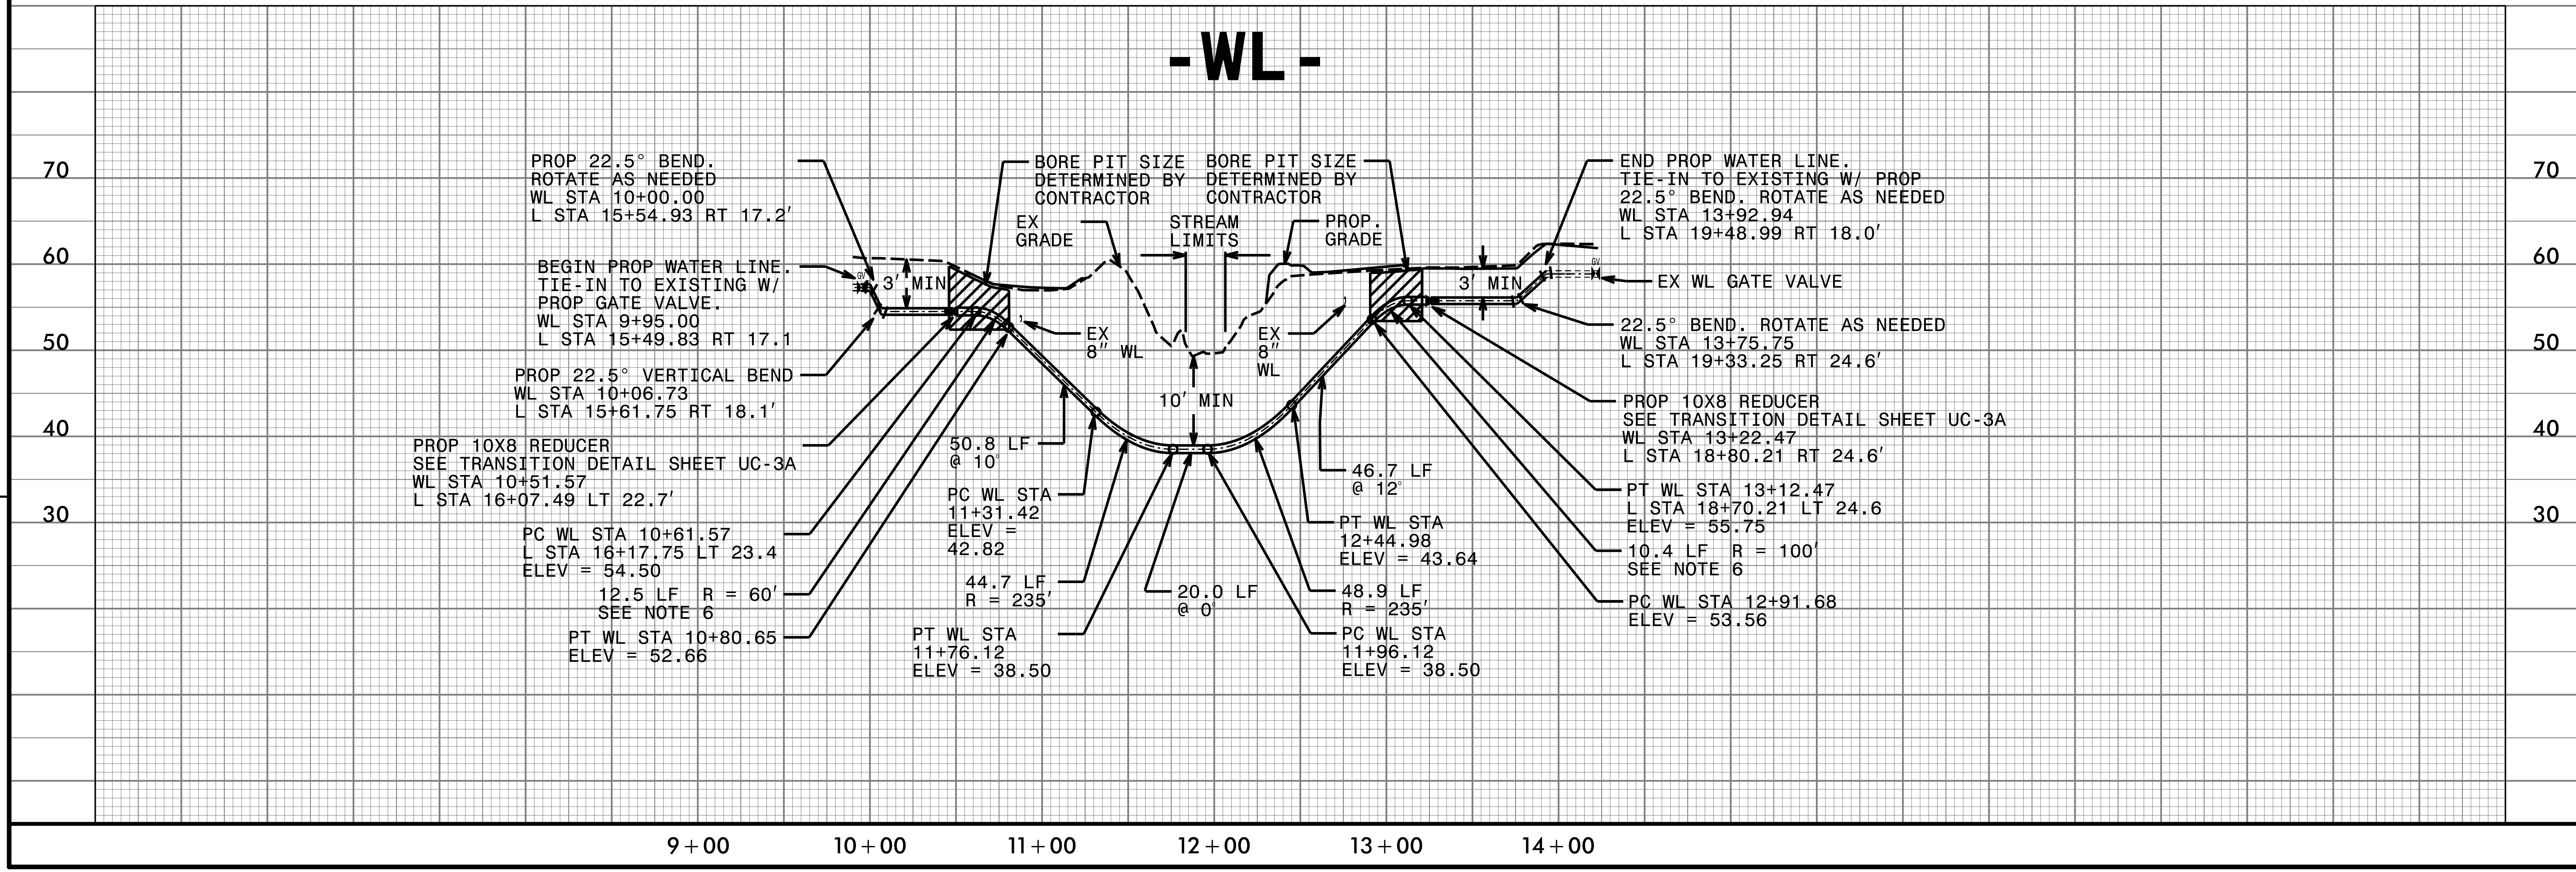 -WL-
70
60
50
40
30
PROP 22.5° BEND.
ROTATE AS NEEDED
WL STA 10+00.00
L STA 15+54.93 RT 17.2'
BEGIN PROP WATER LINE.
TIE-IN TO EXISTING W/
PROP GATE VALVE.
WL STA 9+95.00
L STA 15+49.83 RT 17.1
PROP 22.5° VERTICAL BEND
WL STA 10+06.73
L STA 15+61.75 RT 18.1'
PROP 10X8 REDUCER
SEE TRANSITION DETAIL SHEET UC-3A
WL STA 10+51.57
L STA 16+07.49 LT 22.7'
PC WL STA 10+61.57
L STA 16+17.75 LT 23.4
ELEV = 54.50
12.5 LF R = 60'
SEE NOTE 6
PT WL STA 10+80.65
ELEV = 52.66
GV
3' MIN
BORE PIT SIZE
DETERMINED BY
CONTRACTOR
EX
GRADE
EX
8" WL
50.8 LF
@ 10°
PC WL STA
11+31.42
ELEV =
42.82
44.7 LF
R = 235'
PT WL STA
11+76.12
ELEV = 38.50
STREAM
LIMITS
10' MIN
20.0 LF
@ 0°
BORE PIT SIZE
DETERMINED BY
CONTRACTOR
PROP.
GRADE
EX
8"
WL
46.7 LF
@ 12°
PT WL STA
12+44.98
ELEV = 43.64
48.9 LF
R = 235'
PC WL STA
11+96.12
ELEV = 38.50
3' MIN
GV
END PROP WATER LINE.
TIE-IN TO EXISTING W/ PROP
22.5° BEND. ROTATE AS NEEDED
WL STA 13+92.94
L STA 19+48.99 RT 18.0'
EX WL GATE VALVE
22.5° BEND. ROTATE AS NEEDED
WL STA 13+75.75
L STA 19+33.25 RT 24.6'
PROP 10X8 REDUCER
SEE TRANSITION DETAIL SHEET UC-3A
WL STA 13+22.47
L STA 18+80.21 RT 24.6'
PT WL STA 13+12.47
L STA 18+70.21 LT 24.6
ELEV = 55.75
10.4 LF R = 100'
SEE NOTE 6
PC WL STA 12+91.68
ELEV = 53.56
70
60
50
40
30
9+00 10+00 11+00 12+00 13+00 14+00